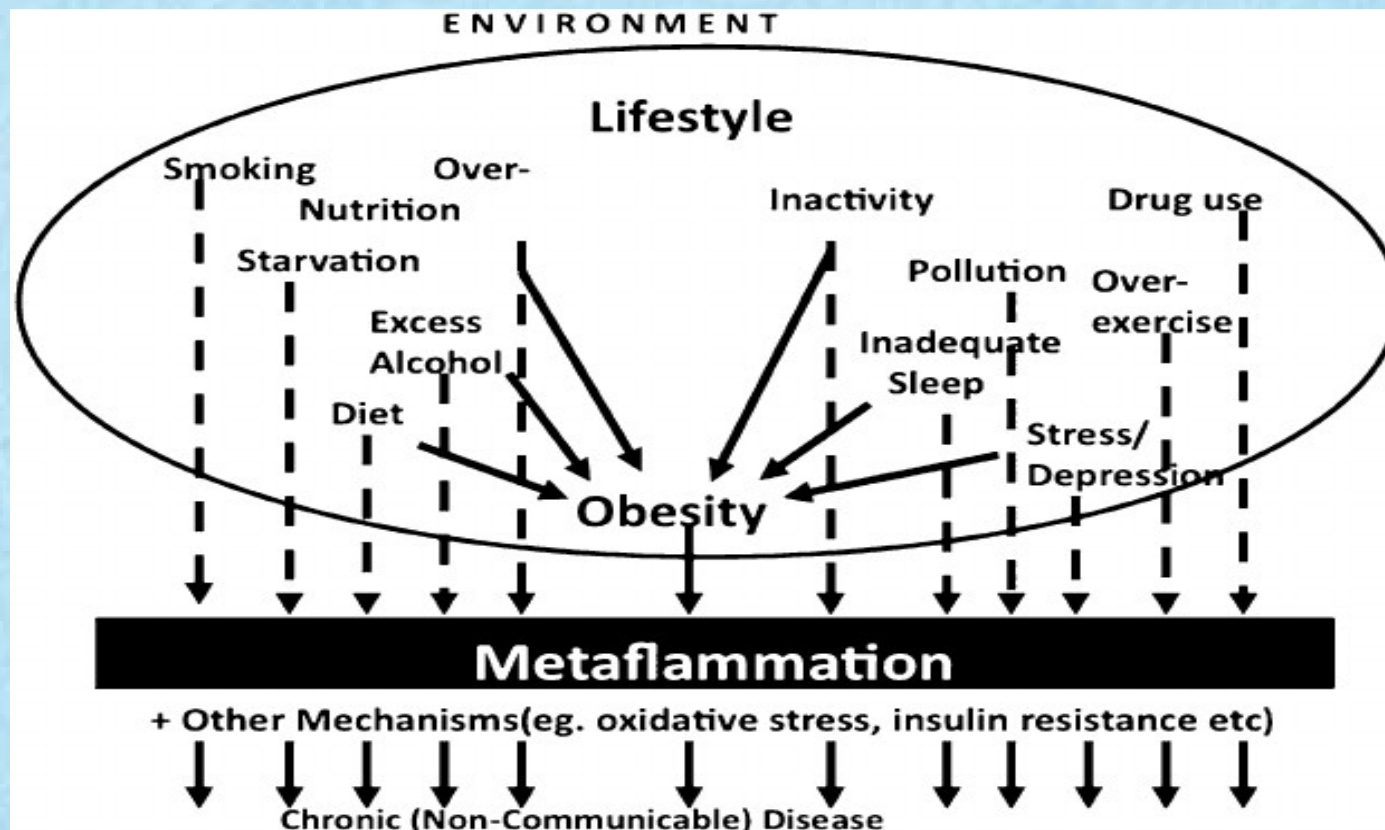 ENVIRONMENT
Lifestyle
Smoking
Over-
Nutrition
Inactivity
Drug use
Starvation
Pollution
Over-
exercise
Excess
Alcohol
Inadequate
Sleep
Diet
Stress/
Depression
Obesity
Metaflammation
+ Other Mechanisms(eg. oxidative stress, insulin resistance etc)
Chronic (Non-Communicable) Disease